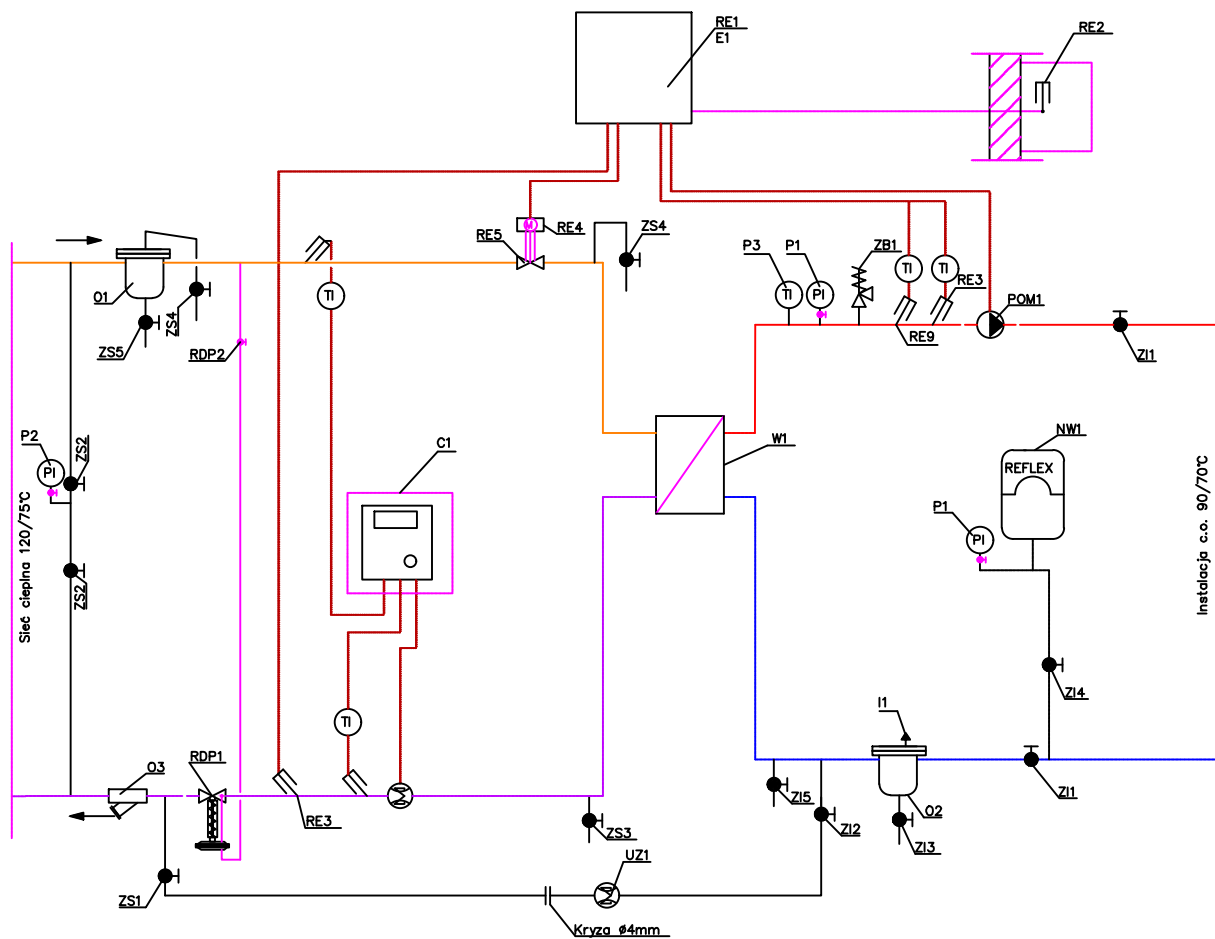 RE1
E1
RE2
RE5
M
RE4
ZS4
P3
P1
ZB1
TI
TI
RE3
TI
PI
POM1
RE9
ZI1
O1
TI
ZS4
ZS5
RDP2
P2
ZS2
PI
ZS2
Sieć cieplna 120/75°C
C1
W1
NW1
REFLEX
P1
PI
Instalacja c.o. 90/70°C
ZI4
TI
I1
O3
RDP1
RE3
ZI5
ZI2
O2
ZI3
ZI1
ZS3
ZS1
UZ1
Kryza Ø4mm